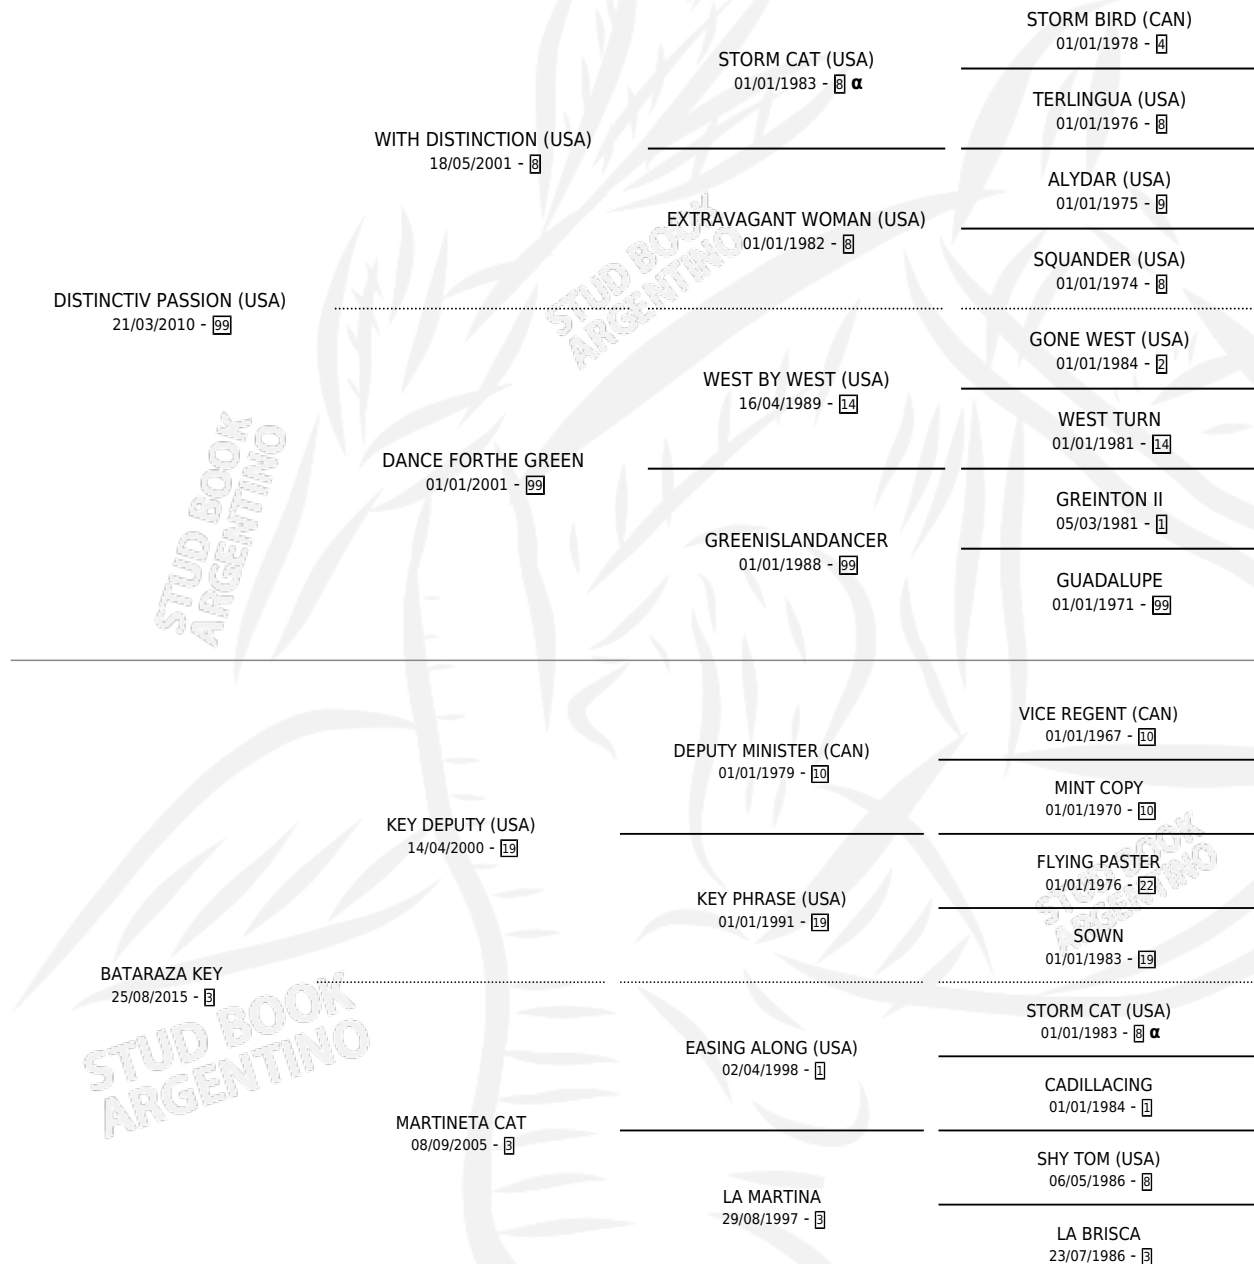 STORM BIRD (CAN)
01/01/1978 - 4
STORM CAT (USA)
01/01/1983 - 8 α
TERLINGUA (USA)
01/01/1976 - 8
WITH DISTINCTION (USA)
18/05/2001 - 8
ALYDAR (USA)
01/01/1975 - 9
EXTRAVAGANT WOMAN (USA)
01/01/1982 - 8
SQUANDER (USA)
01/01/1974 - 8
DISTINCTIV PASSION (USA)
21/03/2010 - 99
STUD BOOK
ARGENTINO
GONE WEST (USA)
01/01/1984 - 2
WEST BY WEST (USA)
16/04/1989 - 14
WEST TURN
01/01/1981 - 14
DANCE FORTHE GREEN
01/01/2001 - 99
GREINTON II
05/03/1981 - 1
GREENISLANDANCER
01/01/1988 - 99
GUADALUPE
01/01/1971 - 99
STUD BOOK
ARGENTINO
VICE REGENT (CAN)
01/01/1967 - 10
DEPUTY MINISTER (CAN)
01/01/1979 - 10
MINT COPY
01/01/1970 - 10
KEY DEPUTY (USA)
14/04/2000 - 19
FLYING PASTER
01/01/1976 - 22
KEY PHRASE (USA)
01/01/1991 - 19
STUD BOOK
ARGENTINO
SOWN
01/01/1983 - 19
BATARAZA KEY
25/08/2015 - 3
STUD BOOK
ARGENTINO
STORM CAT (USA)
01/01/1983 - 8 α
EASING ALONG (USA)
02/04/1998 - 1
CADILLACING
01/01/1984 - 1
MARTINETA CAT
08/09/2005 - 3
SHY TOM (USA)
06/05/1986 - 8
LA MARTINA
29/08/1997 - 3
LA BRISCA
23/07/1986 - 3